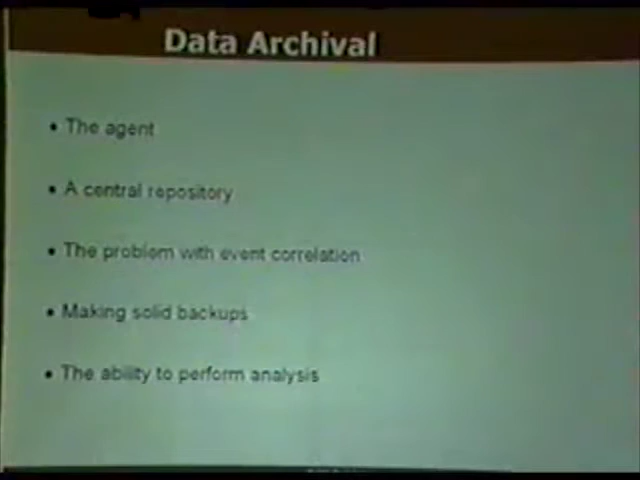 Data Archival
• The agent
• A central repository
• The problem with event correlation
• Making solid backups
• The ability to perform analysis